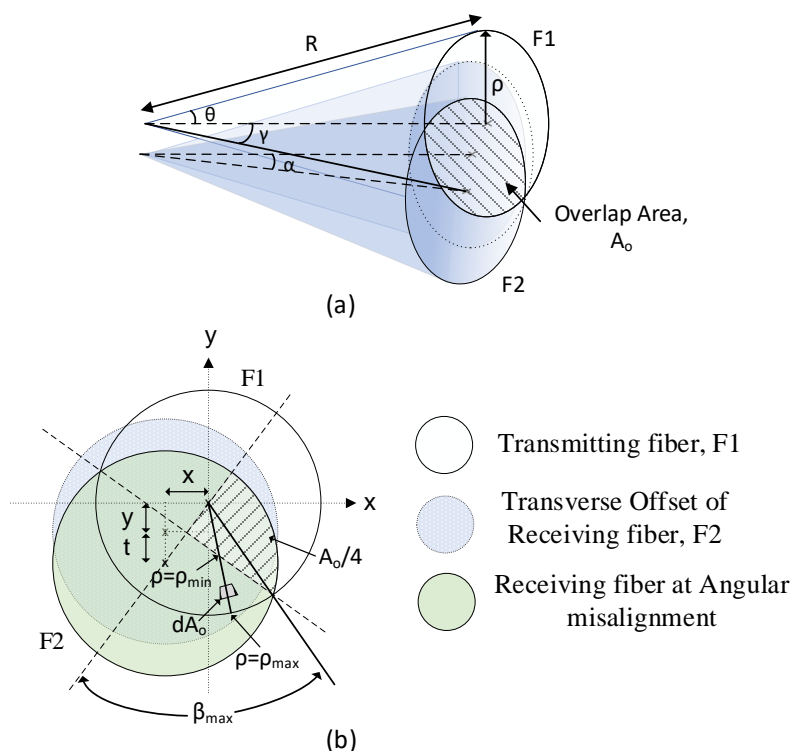 R
F1
ρ
θ
γ
α
Overlap Area,
Aₒ
F2
(a)
y
F1
x
x
y
t
ρ=ρmin
Aₒ/4
dAₒ
ρ=ρmax
F2
βmax
(b)
Transmitting fiber, F1
Transverse Offset of
Receiving fiber, F2
Receiving fiber at Angular
misalignment